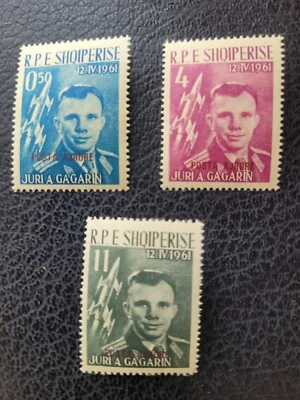 R.P.E SHQIPERISE
12.IV.1961
0.50
POSTA AJRORE
JURI A GAGARIN
R.P.E SHQIPERISE
12.IV.1961
4
POSTA AJRORE
JURI A GAGARIN
R.P.E SHQIPERISE
12.IV.1961
11
JURI A GAGARIN